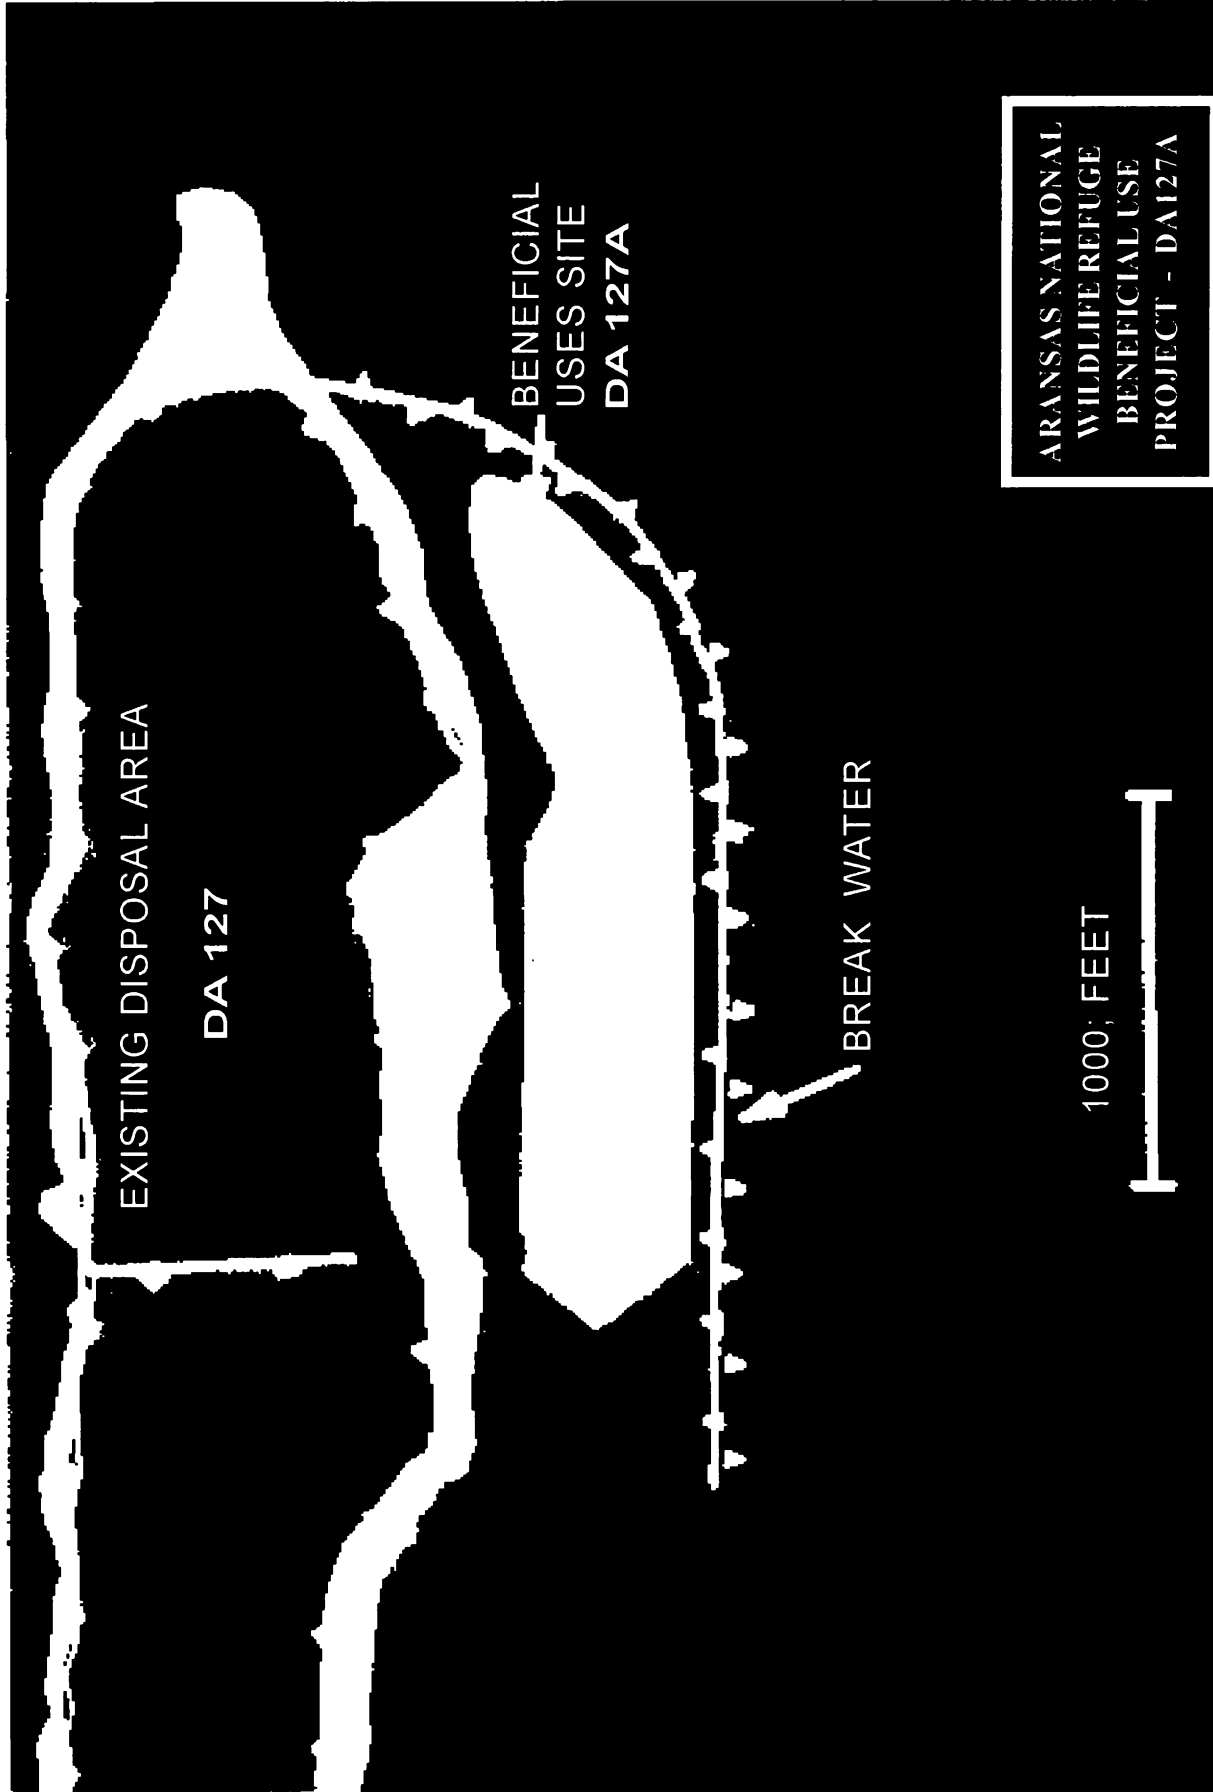 EXISTING DISPOSAL AREA
DA 127
BENEFICIAL
USES SITE
DA 127A
BREAK WATER
1000; FEET
ARANSAS NATIONAL
WILDLIFE REFUGE
BENEFICIAL USE
PROJECT - DA127A